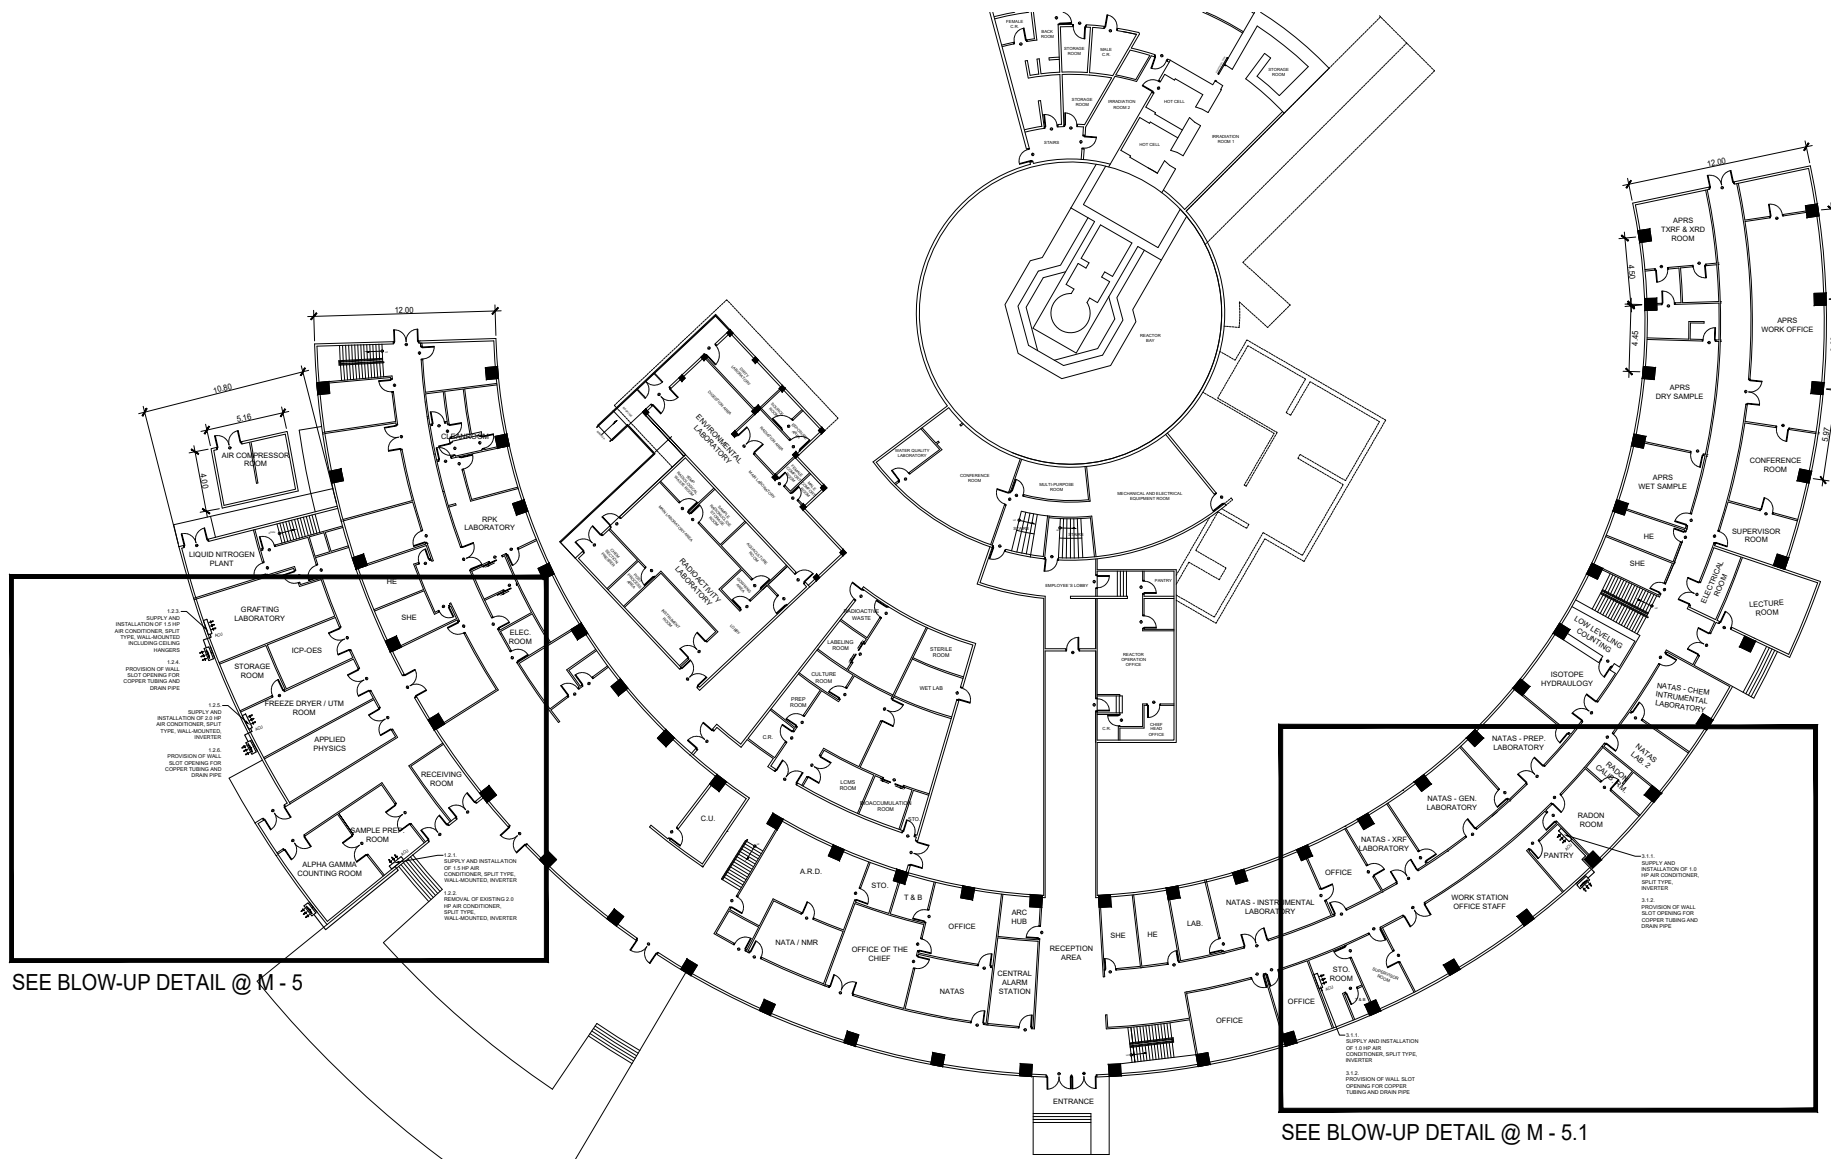 FEMALE
C.R.
BACK
ROOM
STORAGE
ROOM
MALE
C.R.
STORAGE
ROOM
STORAGE
ROOM
IRRADIATION
ROOM 2
HOT CELL
IRRADIATION
ROOM 1
HOT CELL
STAIRS
REACTOR
BAY
12.00
APRS
TXRF & XRD
ROOM
4.50
4.45
APRS
WORK OFFICE
APRS
DRY SAMPLE
5.97
CONFERENCE
ROOM
APRS
WET SAMPLE
SUPERVISOR
ROOM
HE
SHE
ELECTRICAL
ROOM
LECTURE
ROOM
LOW LEVELING
COUNTING
ISOTOPE
HYDRAULOGY
NATAS - CHEM
INTRUMENTAL
LABORATORY
12.00
10.80
5.16
4.00
AIR COMPRESSOR
ROOM
CLEANROOM
RPK
LABORATORY
LIQUID NITROGEN
PLANT
HE
SHE
ELEC.
ROOM
GRAFTING
LABORATORY
ICP-OES
STORAGE
ROOM
FREEZE DRYER / UTM
ROOM
APPLIED
PHYSICS
RECEIVING
ROOM
SAMPLE PREP.
ROOM
ALPHA GAMMA
COUNTING ROOM
1.2.3.
SUPPLY AND
INSTALLATION OF 1.5 HP
AIR CONDITIONER, SPLIT
TYPE, WALL-MOUNTED
INCLUDING CEILING
HANGERS
1.2.4.
PROVISION OF WALL
SLOT OPENING FOR
COPPER TUBING AND
DRAIN PIPE
1.2.5.
SUPPLY AND
INSTALLATION OF 2.0 HP
AIR CONDITIONER, SPLIT
TYPE, WALL-MOUNTED,
INVERTER
1.2.6.
PROVISION OF WALL
SLOT OPENING FOR
COPPER TUBING AND
DRAIN PIPE
1.2.1.
SUPPLY AND INSTALLATION
OF 1.5 HP AIR
CONDITIONER, SPLIT TYPE,
WALL-MOUNTED, INVERTER
1.2.2.
REMOVAL OF EXISTING 2.0
HP AIR CONDITIONER,
SPLIT TYPE,
WALL-MOUNTED, INVERTER
SEE BLOW-UP DETAIL @ M - 5
ENVIRONMENTAL
LABORATORY
RADIOACTIVITY
LABORATORY
MAIN LABORATORY AREA
WATER QUALITY
LABORATORY
CONFERENCE
ROOM
MULTI-PURPOSE
ROOM
MECHANICAL AND ELECTRICAL
EQUIPMENT ROOM
EMPLOYEE'S LOBBY
PANTRY
REACTOR
OPERATION
OFFICE
C.R.
CHIEF
HEAD
OFFICE
RADIOACTIVE
WASTE
LABELING
ROOM
STERILE
ROOM
CULTURE
ROOM
WET LAB
PREP
ROOM
C.R.
LCMS
ROOM
BIOACCUMULATION
ROOM
STO.
C.U.
A.R.D.
STO.
T & B
OFFICE
ARC
HUB
NATA / NMR
OFFICE OF THE
CHIEF
NATAS
CENTRAL
ALARM
STATION
RECEPTION
AREA
ENTRANCE
SHE
HE
LAB.
NATAS - INSTRUMENTAL
LABORATORY
OFFICE
NATAS - XRF
LABORATORY
NATAS - GEN.
LABORATORY
NATAS - PREP.
LABORATORY
NATAS
LAB. 2
RADON
ROOM
PANTRY
WORK STATION
OFFICE STAFF
SUPERVISOR
ROOM
STO.
ROOM
T & B
OFFICE
OFFICE
3.1.1.
SUPPLY AND
INSTALLATION OF 1.0
HP AIR CONDITIONER,
SPLIT TYPE,
INVERTER
3.1.2.
PROVISION OF WALL
SLOT OPENING FOR
COPPER TUBING AND
DRAIN PIPE
3.1.1.
SUPPLY AND INSTALLATION
OF 1.0 HP AIR
CONDITIONER, SPLIT TYPE,
INVERTER
3.1.2.
PROVISION OF WALL SLOT
OPENING FOR COPPER
TUBING AND DRAIN PIPE
SEE BLOW-UP DETAIL @ M - 5.1